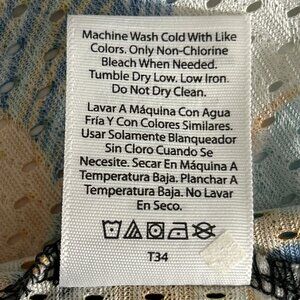 Machine Wash Cold With Like
Colors. Only Non-Chlorine
Bleach When Needed.
Tumble Dry Low. Low Iron.
Do Not Dry Clean.
Lavar A Máquina Con Agua
Fría Y Con Colores Similares.
Usar Solamente Blanqueador
Sin Cloro Cuando Se
Necesite. Secar En Máquina A
Temperatura Baja. Planchar A
Temperatura Baja. No Lavar
En Seco.
T34